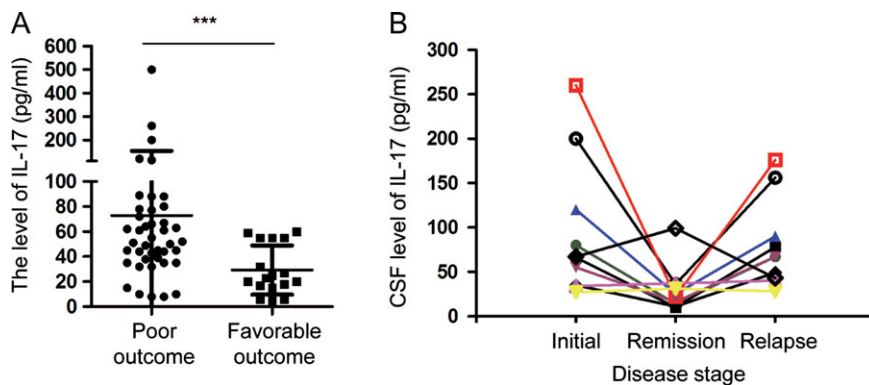 A
***
The level of IL-17 (pg/ml)
600
500
400
300
200
100
80
60
40
20
0
Poor
outcome
Favorable
outcome
B
CSF level of IL-17 (pg/ml)
300
250
200
150
100
50
0
Initial
Remission
Relapse
Disease stage